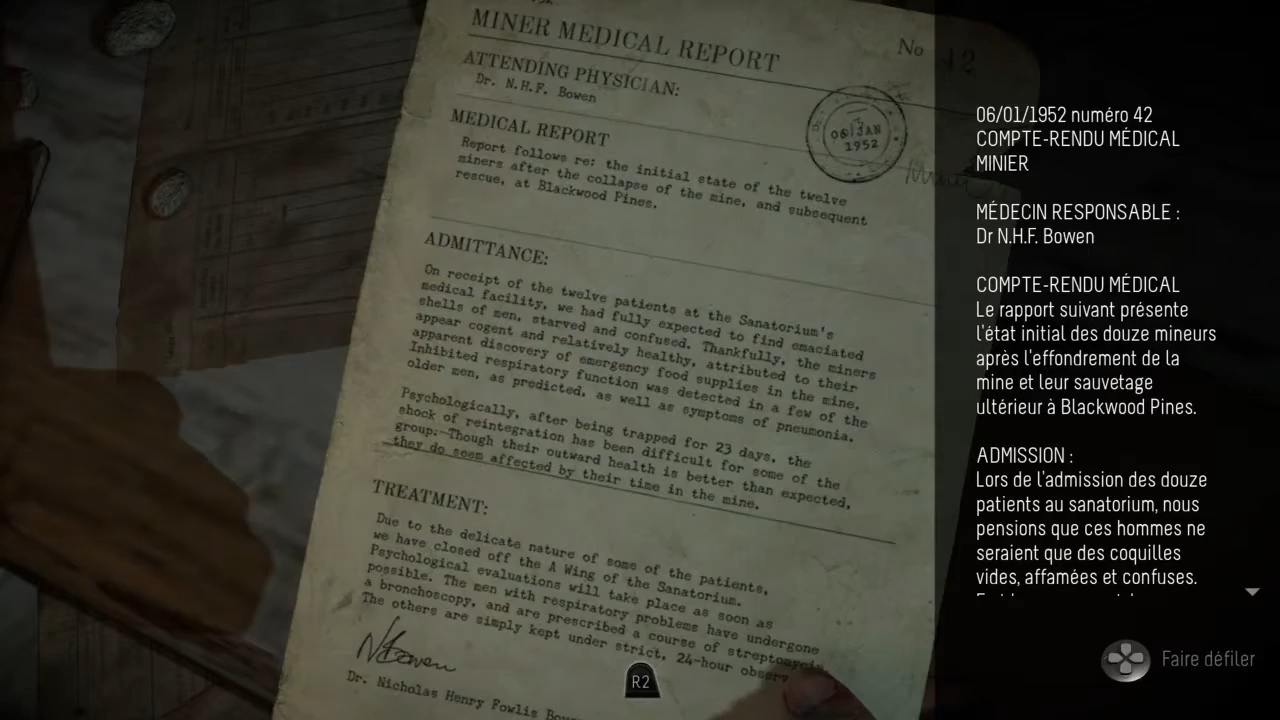 MINER MEDICAL REPORT
No 42
ATTENDING PHYSICIAN:
Dr. N.H.F. Bowen
06 JAN
1952
MEDICAL REPORT
Report follows re: the initial state of the twelve
miners after the collapse of the mine, and subsequent
rescue, at Blackwood Pines.
ADMITTANCE:
On receipt of the twelve patients at the Sanatorium's
medical facility, we had fully expected to find emaciated
shells of men, starved and confused. Thankfully, the miners
appear cogent and relatively healthy, attributed to their
apparent discovery of emergency food supplies in the mine.
Inhibited respiratory function was detected in a few of the
older men, as predicted, as well as symptoms of pneumonia.
Psychologically, after being trapped for 23 days, the
shock of reintegration has been difficult for some of the
group. Though their outward health is better than expected,
they do seem affected by their time in the mine.
TREATMENT:
Due to the delicate nature of some of the patients,
we have closed off the A Wing of the Sanatorium.
Psychological evaluations will take place as soon as
possible. The men with respiratory problems have undergone
a bronchoscopy, and are prescribed a course of streptomycin
The others are simply kept under strict, 24-hour observ
NBowen
Dr. Nicholas Henry Fowlis Bow
R2
06/01/1952 numéro 42
COMPTE-RENDU MÉDICAL
MINIER
MÉDECIN RESPONSABLE :
Dr N.H.F. Bowen
COMPTE-RENDU MÉDICAL
Le rapport suivant présente
l'état initial des douze mineurs
après l'effondrement de la
mine et leur sauvetage
ultérieur à Blackwood Pines.
ADMISSION :
Lors de l'admission des douze
patients au sanatorium, nous
pensions que ces hommes ne
seraient que des coquilles
vides, affamées et confuses.
Faire défiler